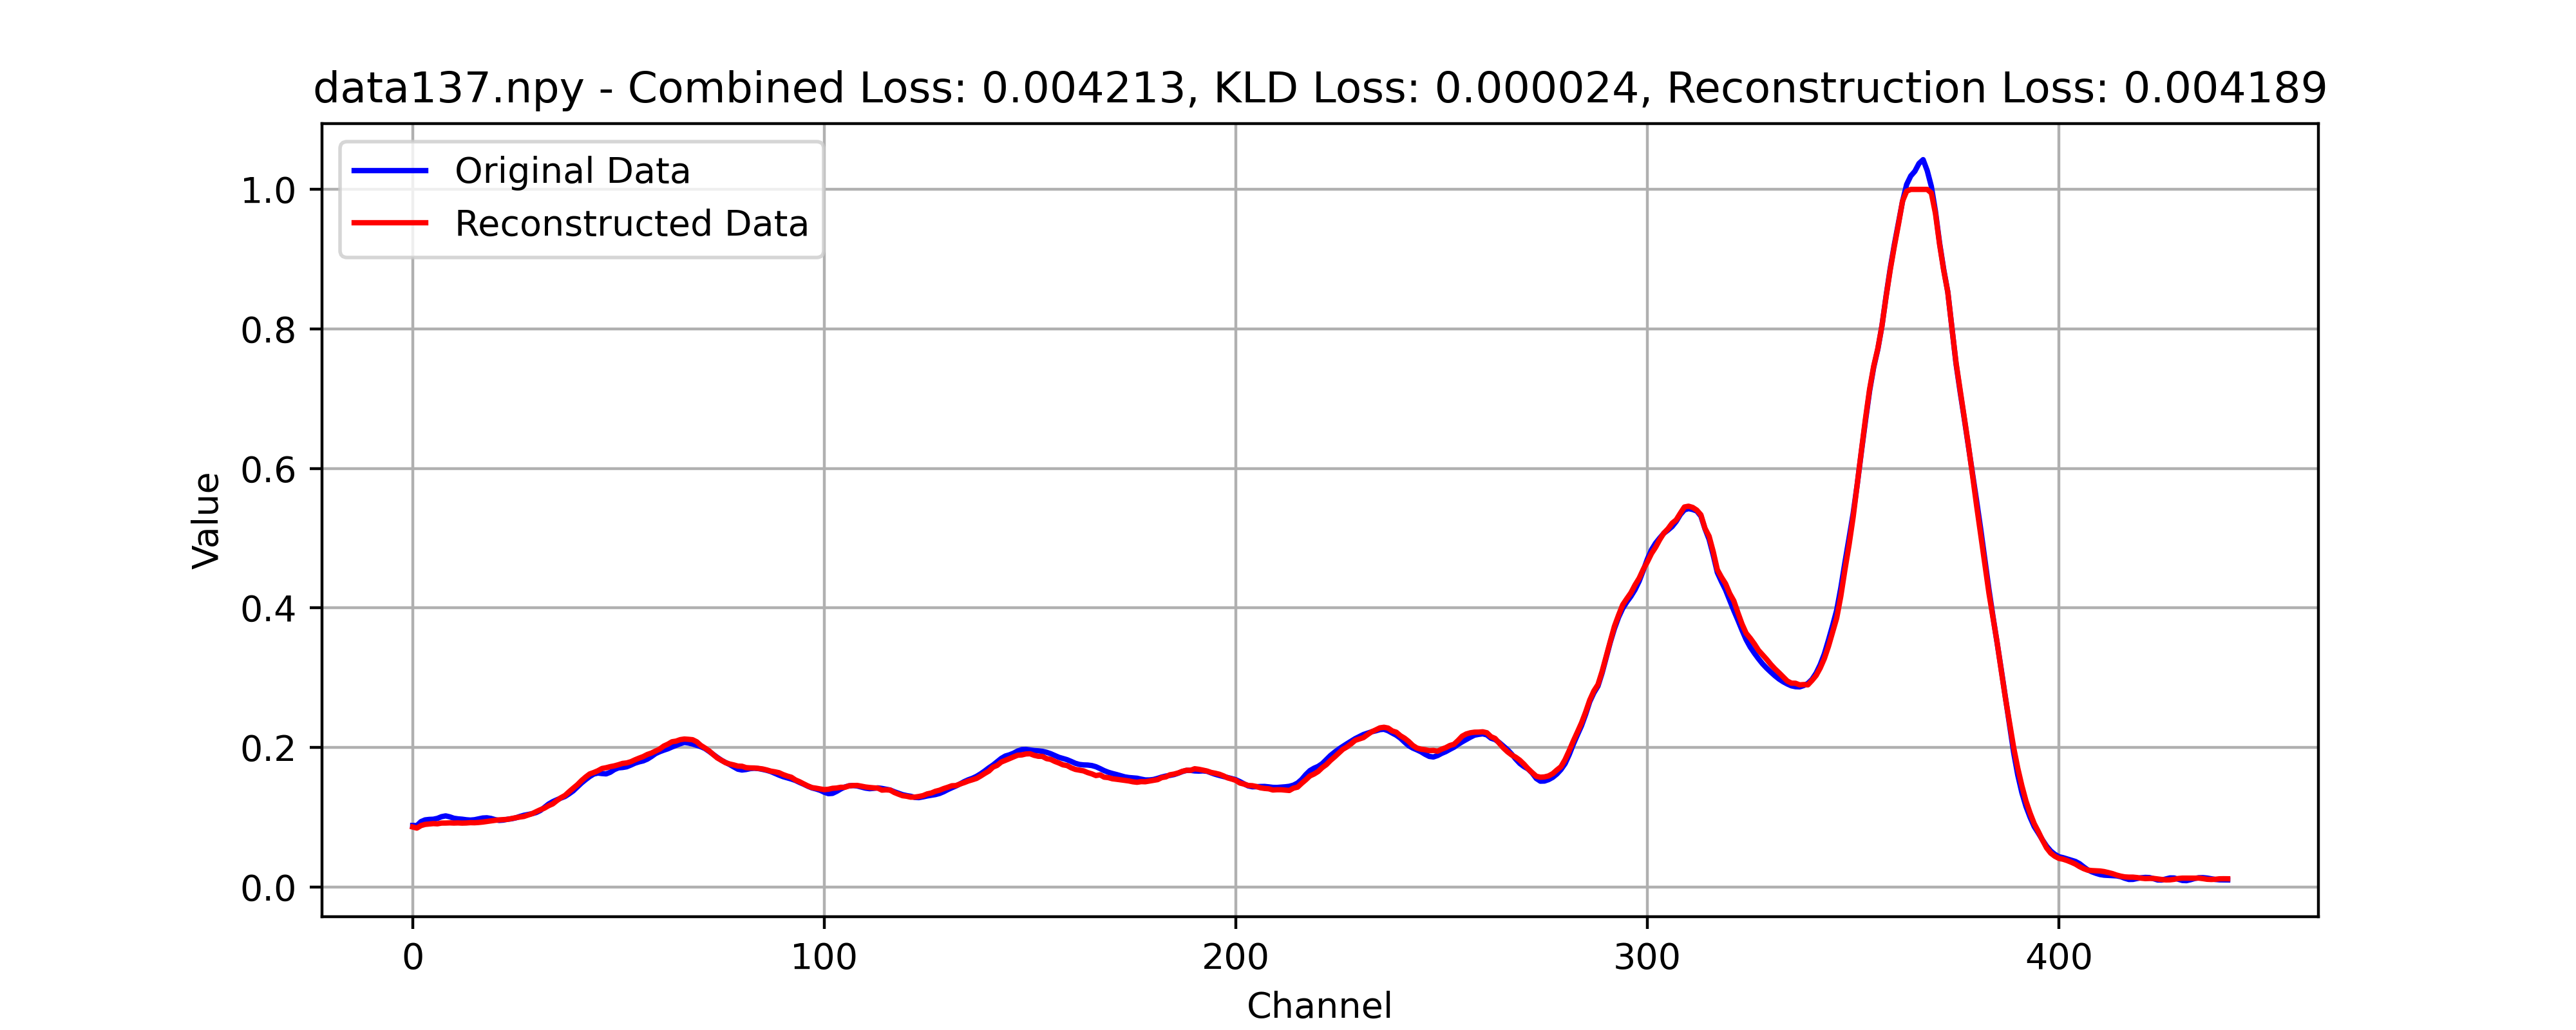 data137.npy - Combined Loss: 0.004213, KLD Loss: 0.000024, Reconstruction Loss: 0.004189
Original Data
Reconstructed Data
1.0
0.8
0.6
0.4
0.2
0.0
Value
0 100 200 300 400
Channel